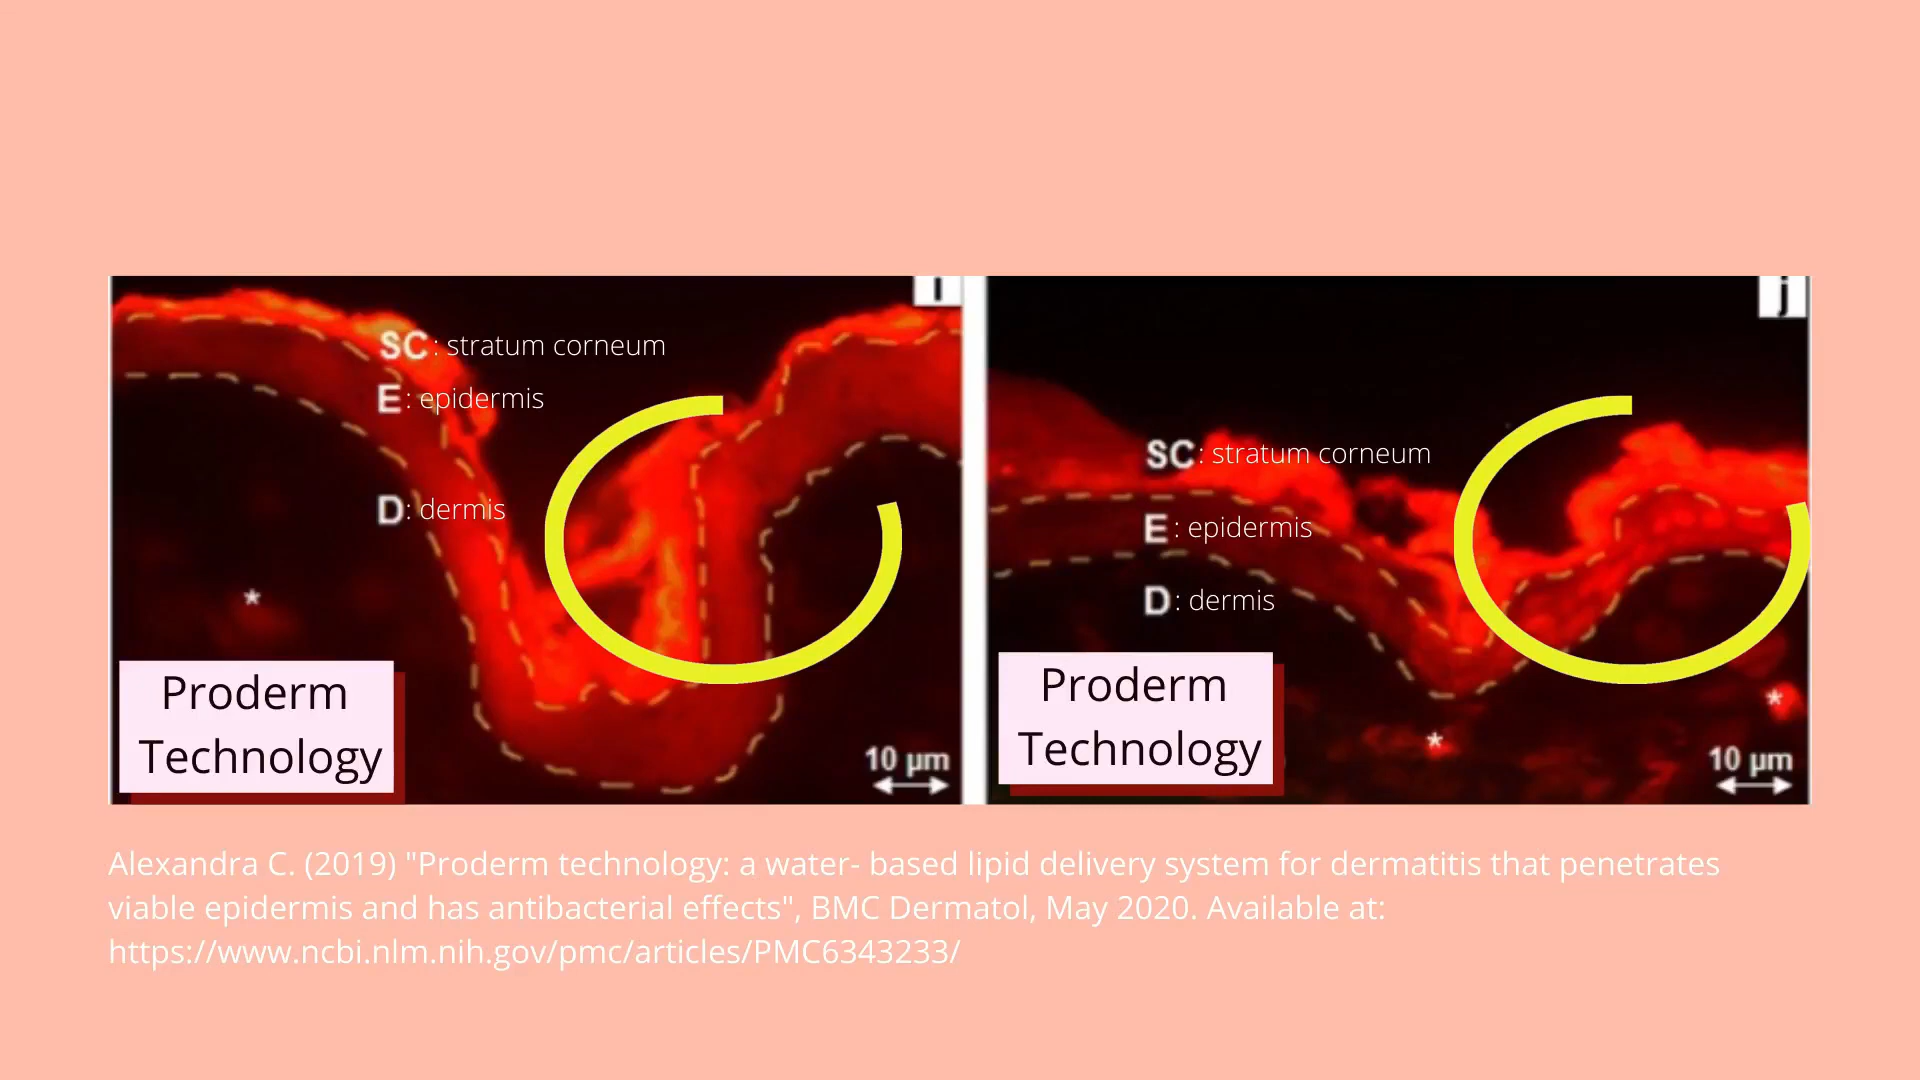 i
j
SC: stratum corneum
E: epidermis
D: dermis
*
Proderm
Technology
10 µm
SC: stratum corneum
E: epidermis
D: dermis
*
*
Proderm
Technology
10 µm
Alexandra C. (2019) "Proderm technology: a water- based lipid delivery system for dermatitis that penetrates
viable epidermis and has antibacterial effects", BMC Dermatol, May 2020. Available at:
https://www.ncbi.nlm.nih.gov/pmc/articles/PMC6343233/